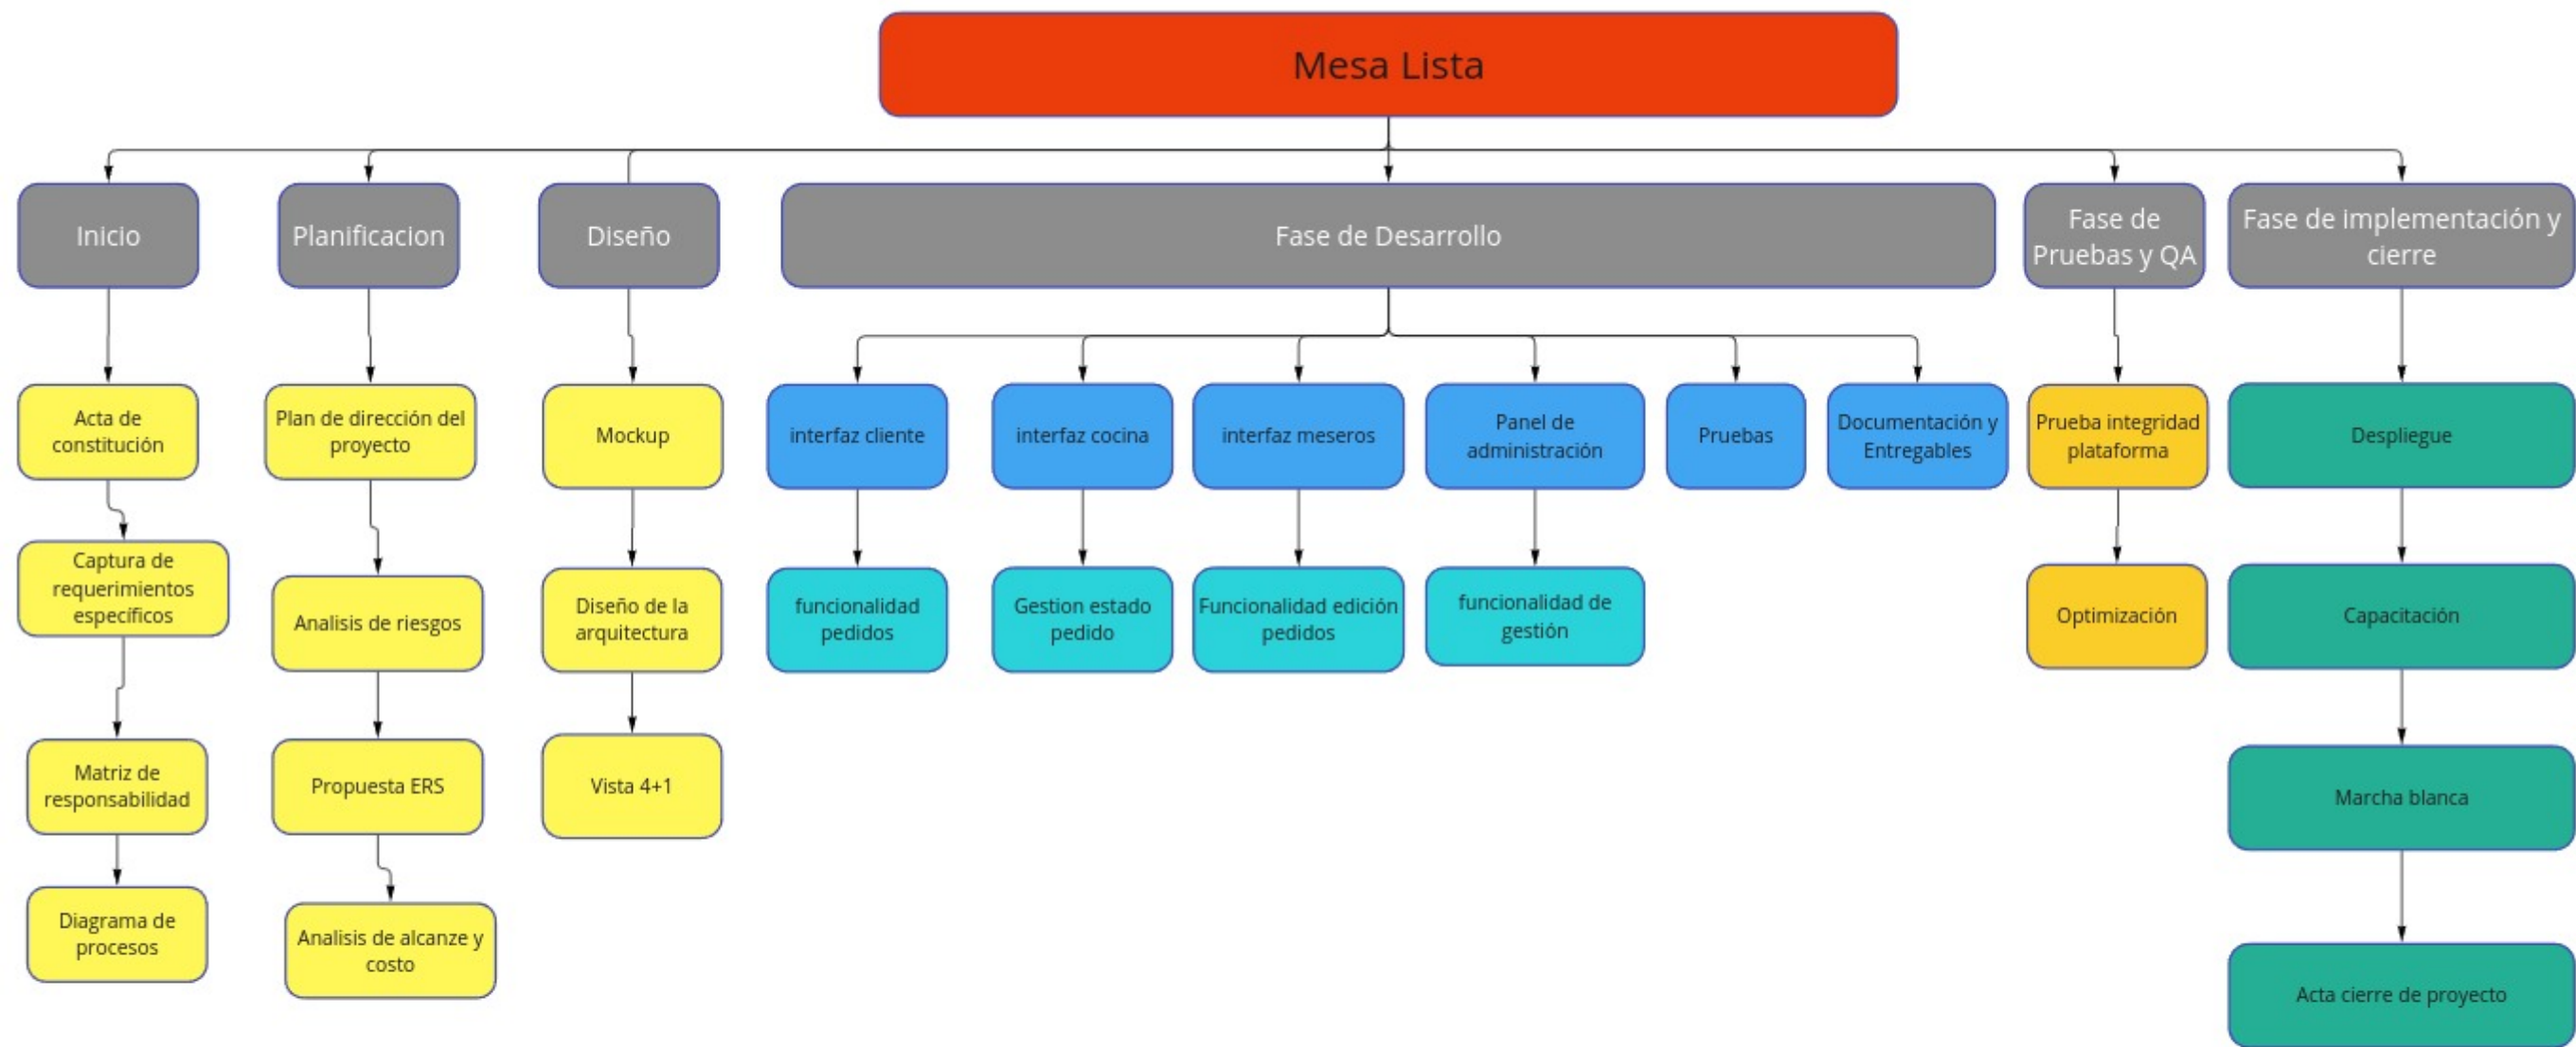 Mesa Lista
Inicio
Planificacion
Diseño
Fase de Desarrollo
Fase de
Pruebas y QA
Fase de implementación y
cierre
Acta de
constitución
Plan de dirección del
proyecto
Mockup
interfaz cliente
interfaz cocina
interfaz meseros
Panel de
administración
Pruebas
Documentación y
Entregables
Prueba integridad
plataforma
Despliegue
Captura de
requerimientos
específicos
Analisis de riesgos
Diseño de la
arquitectura
funcionalidad
pedidos
Gestion estado
pedido
Funcionalidad edición
pedidos
funcionalidad de
gestión
Optimización
Capacitación
Matriz de
responsabilidad
Propuesta ERS
Vista 4+1
Marcha blanca
Diagrama de
procesos
Analisis de alcanze y
costo
Acta cierre de proyecto